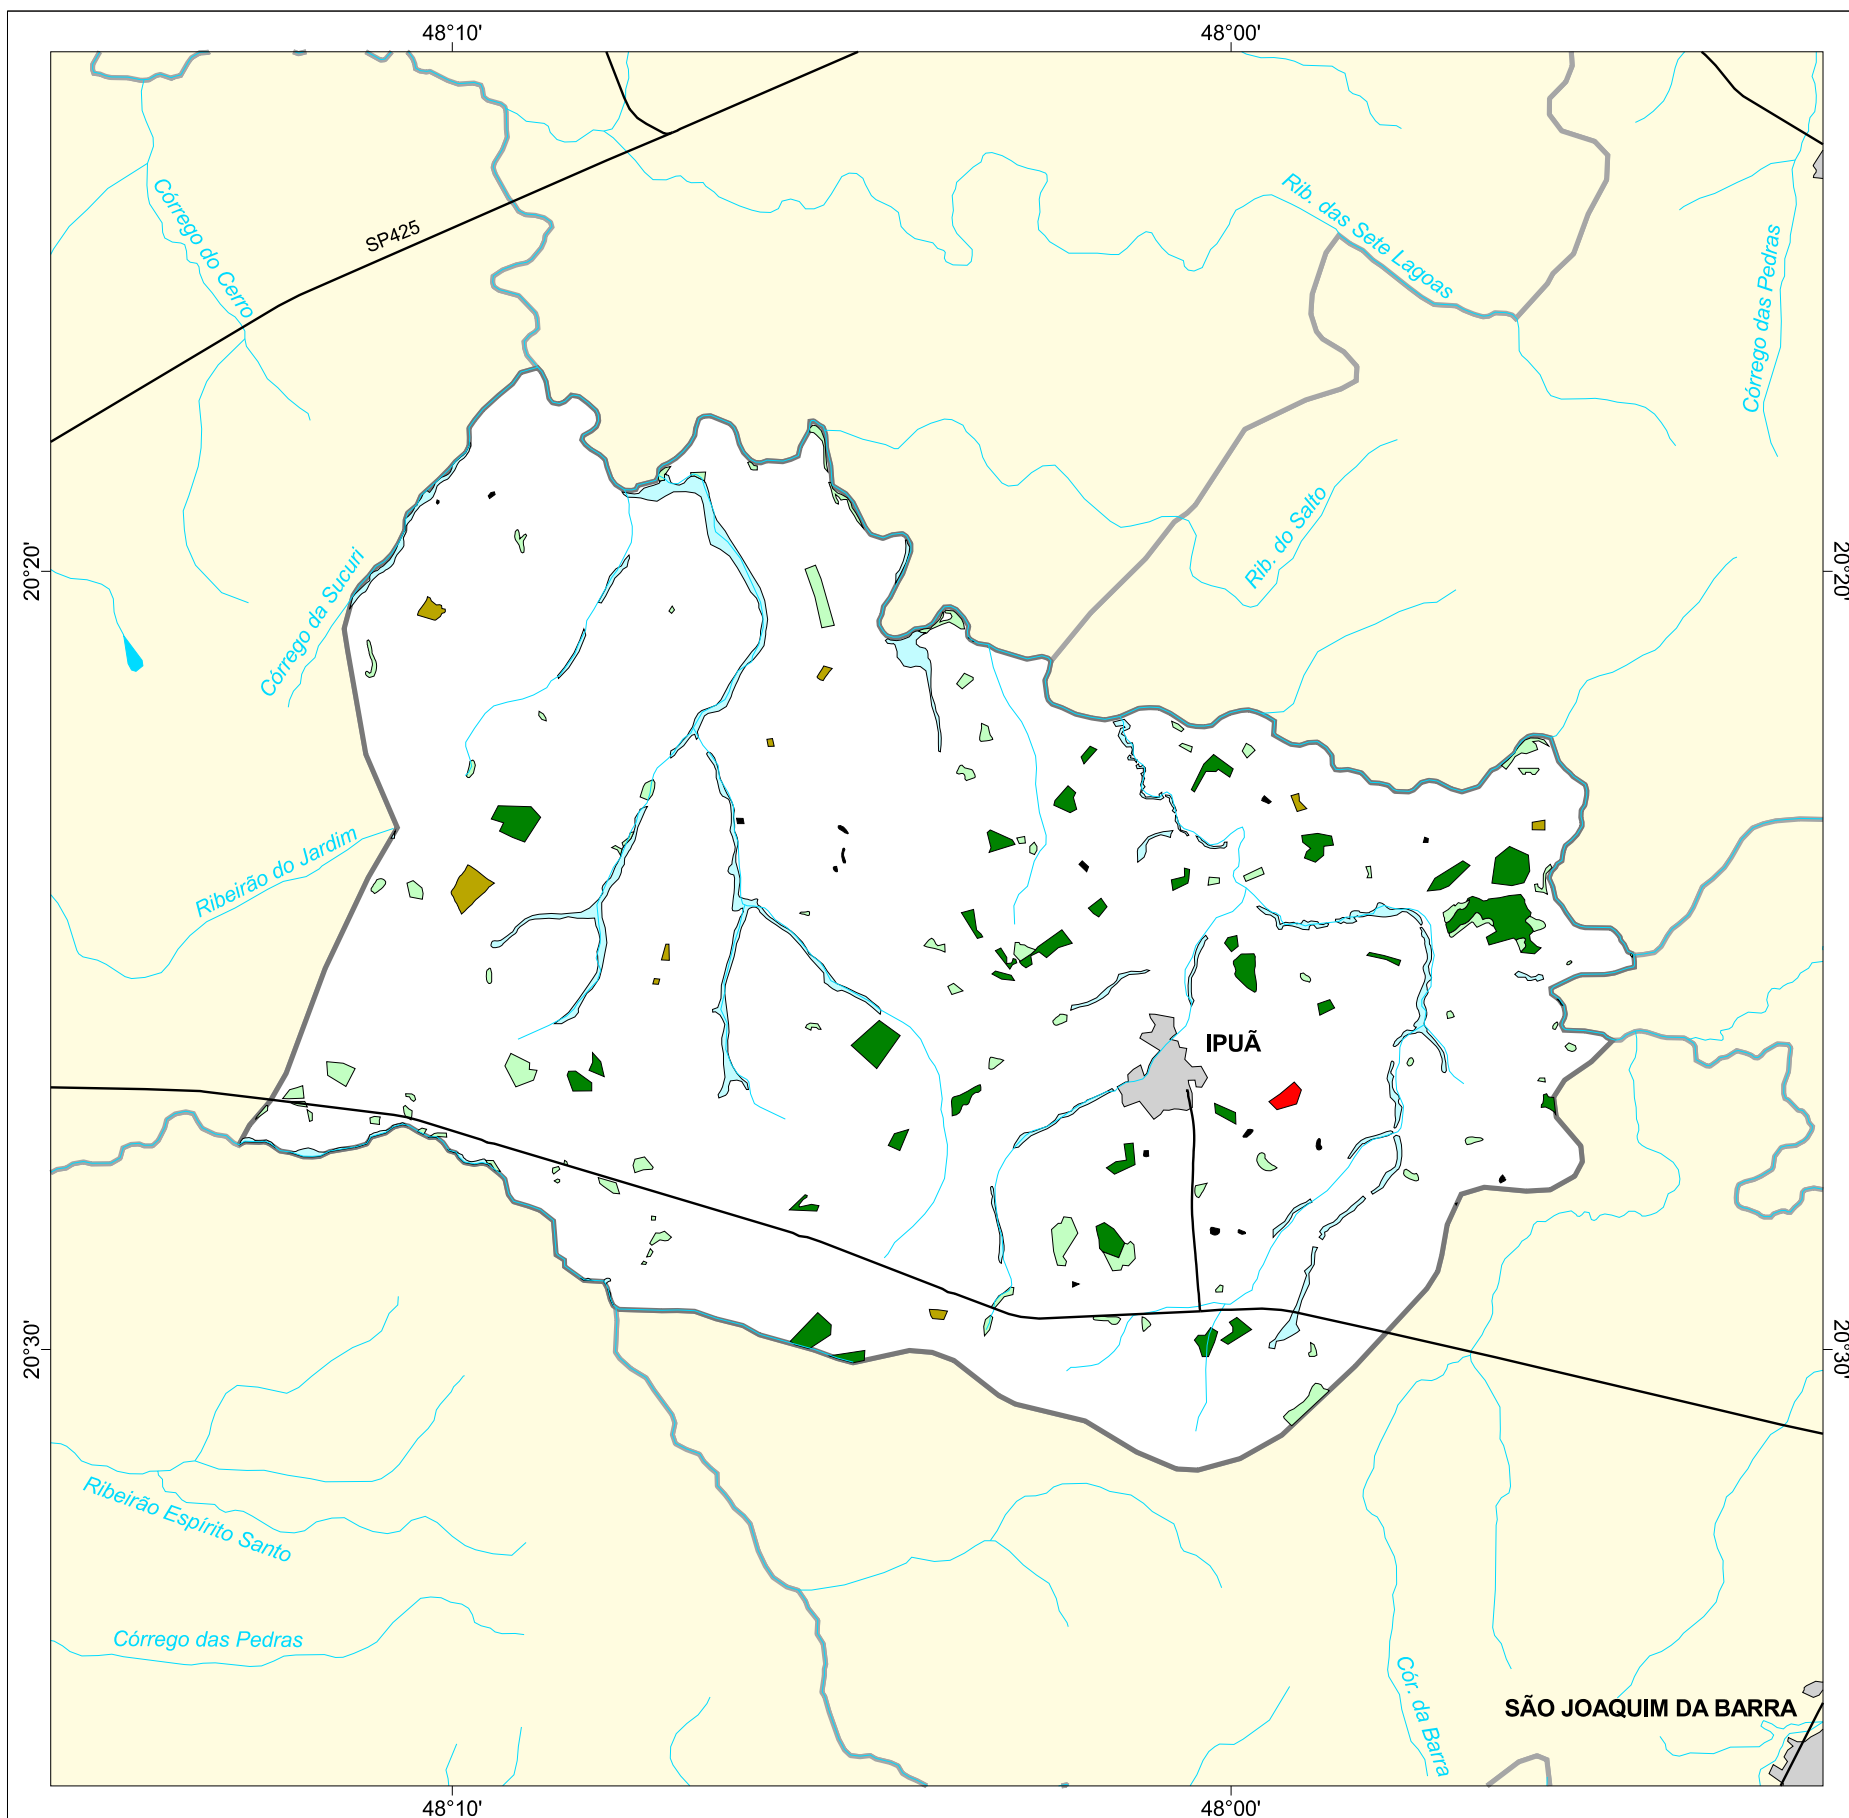 48°10'
48°00'
Rib. das Sete Lagoas
Córrego do Cerro
SP425
Córrego das Pedras
Rib. do Salto
20°20'
20°20'
Córrego da Sucuri
Ribeirão do Jardim
IPUÃ
20°30'
20°30'
Ribeirão Espírito Santo
Córrego das Pedras
Cór. da Barra
SÃO JOAQUIM DA BARRA
48°10'
48°00'